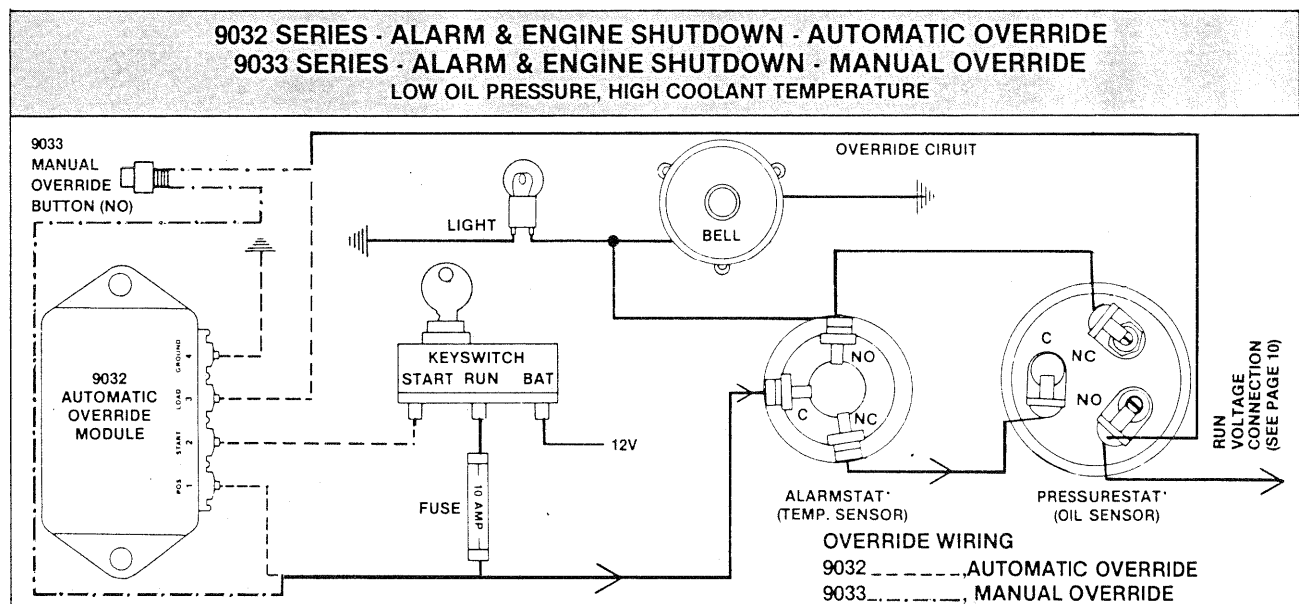 9032 SERIES - ALARM & ENGINE SHUTDOWN - AUTOMATIC OVERRIDE
9033 SERIES - ALARM & ENGINE SHUTDOWN - MANUAL OVERRIDE
LOW OIL PRESSURE, HIGH COOLANT TEMPERATURE
9033
MANUAL
OVERRIDE
BUTTON (NO)
OVERRIDE CIRUIT
LIGHT
BELL
KEYSWITCH
START RUN BAT
9032
AUTOMATIC
OVERRIDE
MODULE
GROUND 4
LOAD 3
START 2
POS 1
12V
FUSE
10 AMP
NO
C
NC
C
NC
NO
ALARMSTAT'
(TEMP. SENSOR)
PRESSURESTAT'
(OIL SENSOR)
RUN
VOLTAGE
CONNECTION
(SEE PAGE 10)
OVERRIDE WIRING
9032_______,AUTOMATIC OVERRIDE
9033_._._._._, MANUAL OVERRIDE